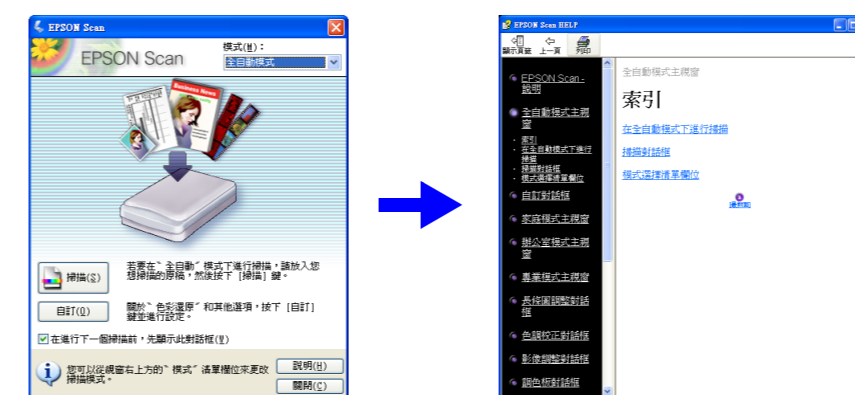 EPSON Scan
EPSON Scan
模式(M)：
全自動模式
Business News
掃描(S)
若要在〝全自動〞模式下進行掃描，請放入您
想掃描的原稿，然後按下 [掃描] 鍵。
自訂(O)
關於〝色彩還原〞和其他選項，按下 [自訂]
鍵並進行設定。
在進行下一個掃描前，先顯示此對話框(V)
您可以從視窗右上方的〝模式〞清單欄位來更改
掃描模式。
說明(H)
關閉(C)
EPSON Scan HELP
顯示頁籤 上一頁 列印
EPSON Scan -
說明
全自動模式主視
窗
索引
在全自動模式下進行
掃描
掃描對話框
模式選擇清單欄位
自訂對話框
家庭模式主視窗
辦公室模式主視
窗
專業模式主視窗
長條圖調整對話
框
色調校正對話框
影像調整對話框
調色板對話框
全自動模式主視窗
索引
在全自動模式下進行掃描
掃描對話框
模式選擇清單欄位